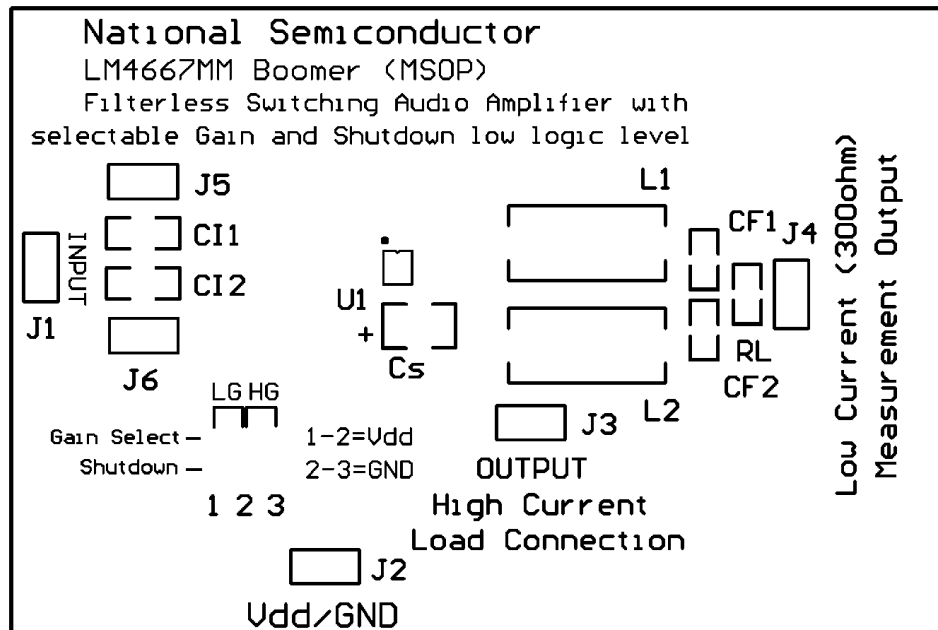 National Semiconductor
LM4667MM Boomer (MSOP)
Filterless Switching Audio Amplifier with
selectable Gain and Shutdown low logic level
J5
L1
CI1
CF1
J4
INPUT
CI2
U1
J1
+
Cs
RL
J6
CF2
LG HG
L2
J3
Gain Select -
1-2=Vdd
Shutdown -
2-3=GND
OUTPUT
1 2 3
High Current
Load Connection
J2
Vdd/GND
Low Current (300ohm)
Measurement Output